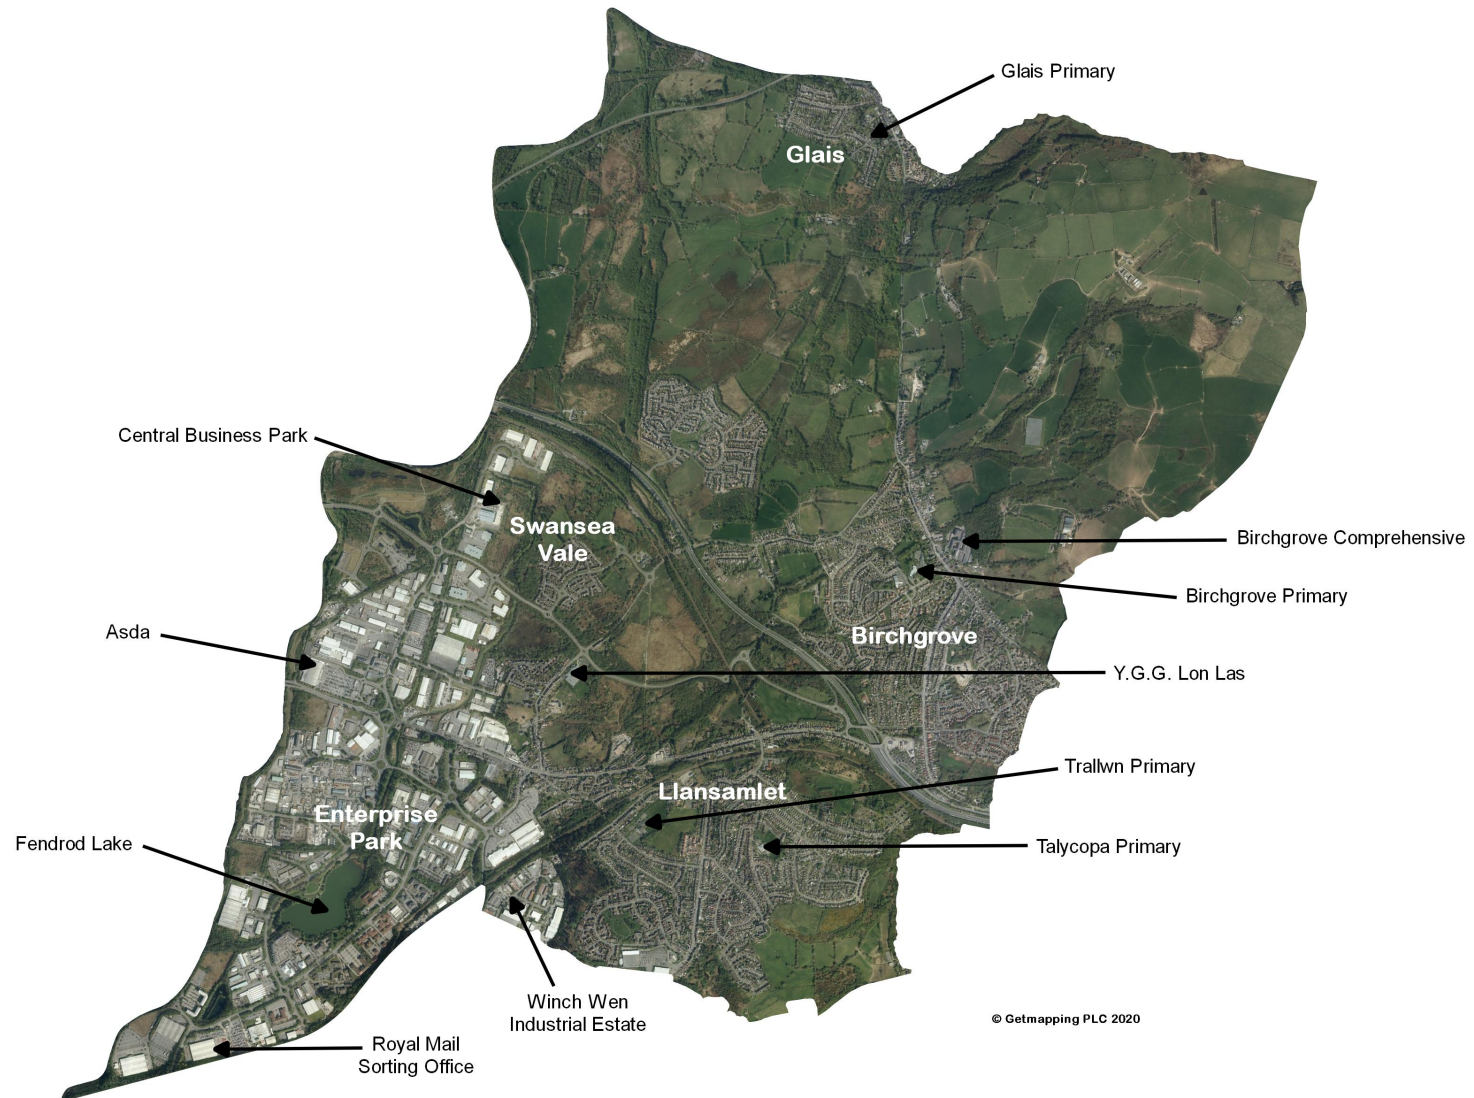 Glais Primary
Glais
Central Business Park
Swansea
Vale
Birchgrove Comprehensive
Birchgrove Primary
Asda
Birchgrove
Y.G.G. Lon Las
Trallwn Primary
Llansamlet
Enterprise
Park
Fendrod Lake
Talycopa Primary
Winch Wen
Industrial Estate
© Getmapping PLC 2020
Royal Mail
Sorting Office